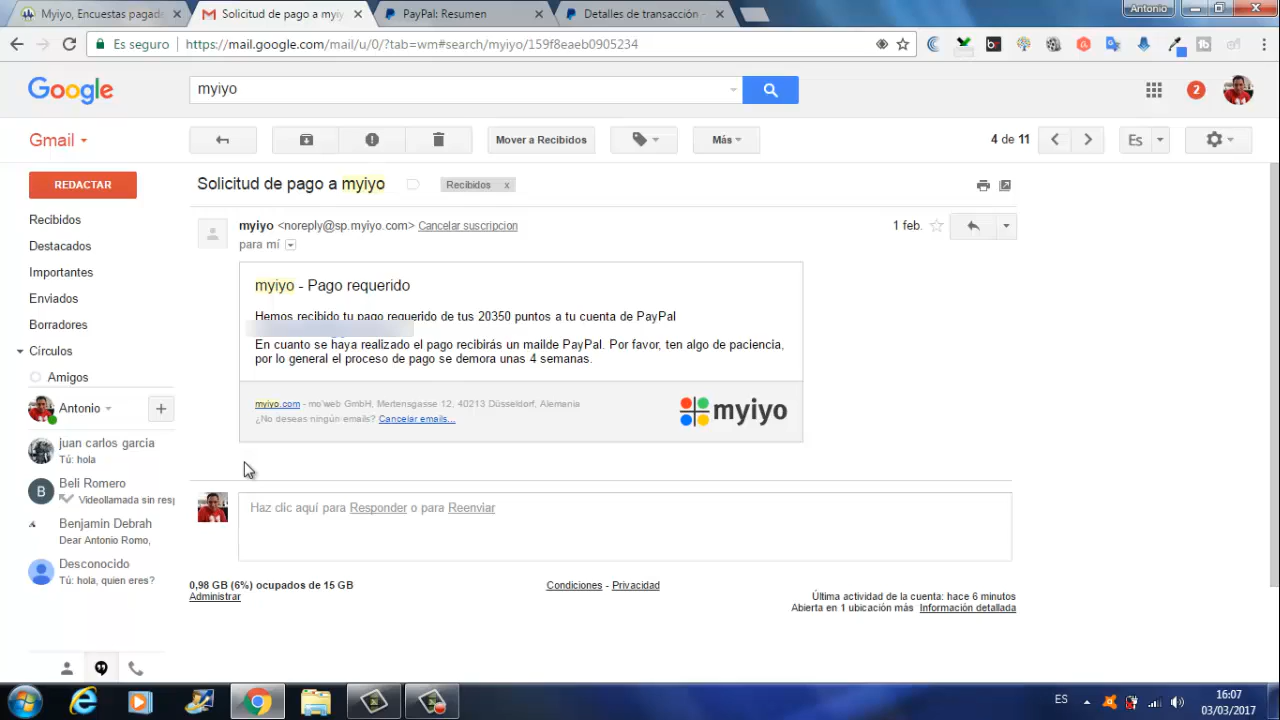 Myiyo, Encuestas pagad
Solicitud de pago a myiy
PayPal: Resumen
Detalles de transacción -
Antonio
Es seguro
https://mail.google.com/mail/u/0/?tab=wm#search/myiyo/159f8eaeb0905234
Google
myiyo
2
Gmail
Mover a Recibidos
Más
4 de 11
Es
REDACTAR
Solicitud de pago a myiyo
Recibidos x
Recibidos
Destacados
Importantes
Enviados
Borradores
Círculos
Amigos
myiyo <noreply@sp.myiyo.com> Cancelar suscripcion
1 feb.
para mí
myiyo - Pago requerido
Hemos recibido tu pago requerido de tus 20350 puntos a tu cuenta de PayPal
En cuanto se haya realizado el pago recibirás un mailde PayPal. Por favor, ten algo de paciencia,
por lo general el proceso de pago se demora unas 4 semanas.
myiyo.com - mo'web GmbH, Mertensgasse 12, 40213 Düsseldorf, Alemania
¿No deseas ningún emails? Cancelar emails...
myiyo
Antonio
juan carlos garcia
Tú: hola
B
Beli Romero
Videollamada sin resp
Benjamin Debrah
Dear Antonio Romo,
Desconocido
Tú: hola, quien eres?
Haz clic aquí para Responder o para Reenviar
0,98 GB (6%) ocupados de 15 GB
Administrar
Condiciones - Privacidad
Última actividad de la cuenta: hace 6 minutos
Abierta en 1 ubicación más Información detallada
ES
16:07
03/03/2017